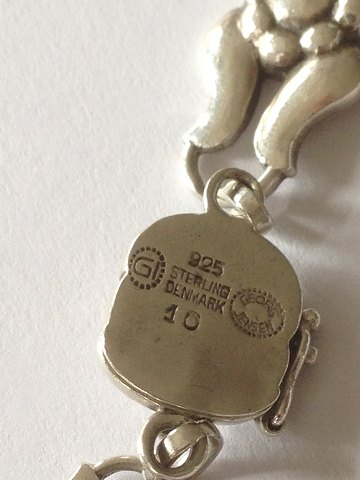 925
GI
STERLING
DENMARK
GEORG
JENSEN
16